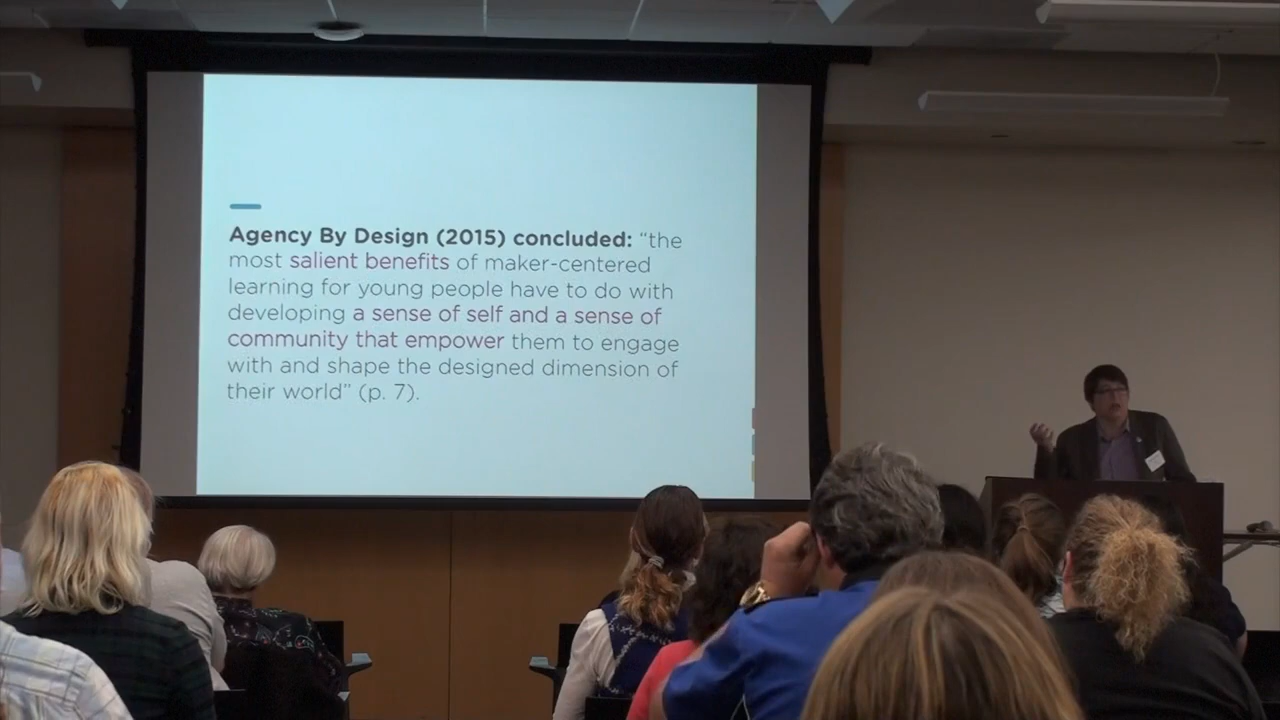 Agency By Design (2015) concluded: “the
most salient benefits of maker-centered
learning for young people have to do with
developing a sense of self and a sense of
community that empower them to engage
with and shape the designed dimension of
their world” (p. 7).